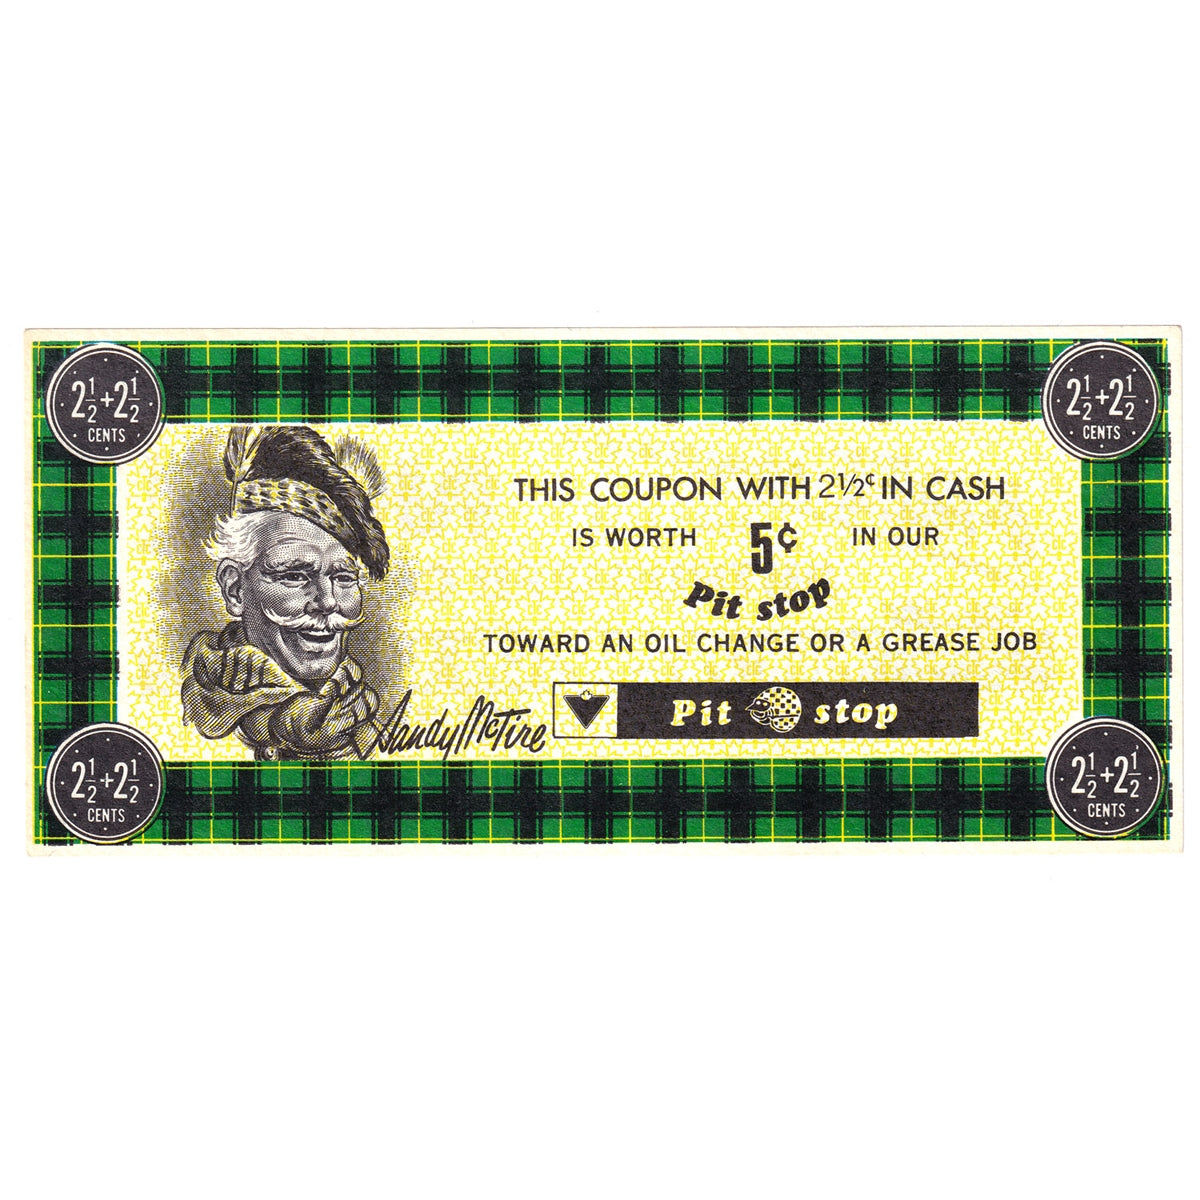 2½+2½
CENTS
2½+2½
CENTS
THIS COUPON WITH 2½¢ IN CASH
IS WORTH 5¢ IN OUR
Pit stop
TOWARD AN OIL CHANGE OR A GREASE JOB
Sandy McTire
Pit stop
2½+2½
CENTS
2½+2½
CENTS